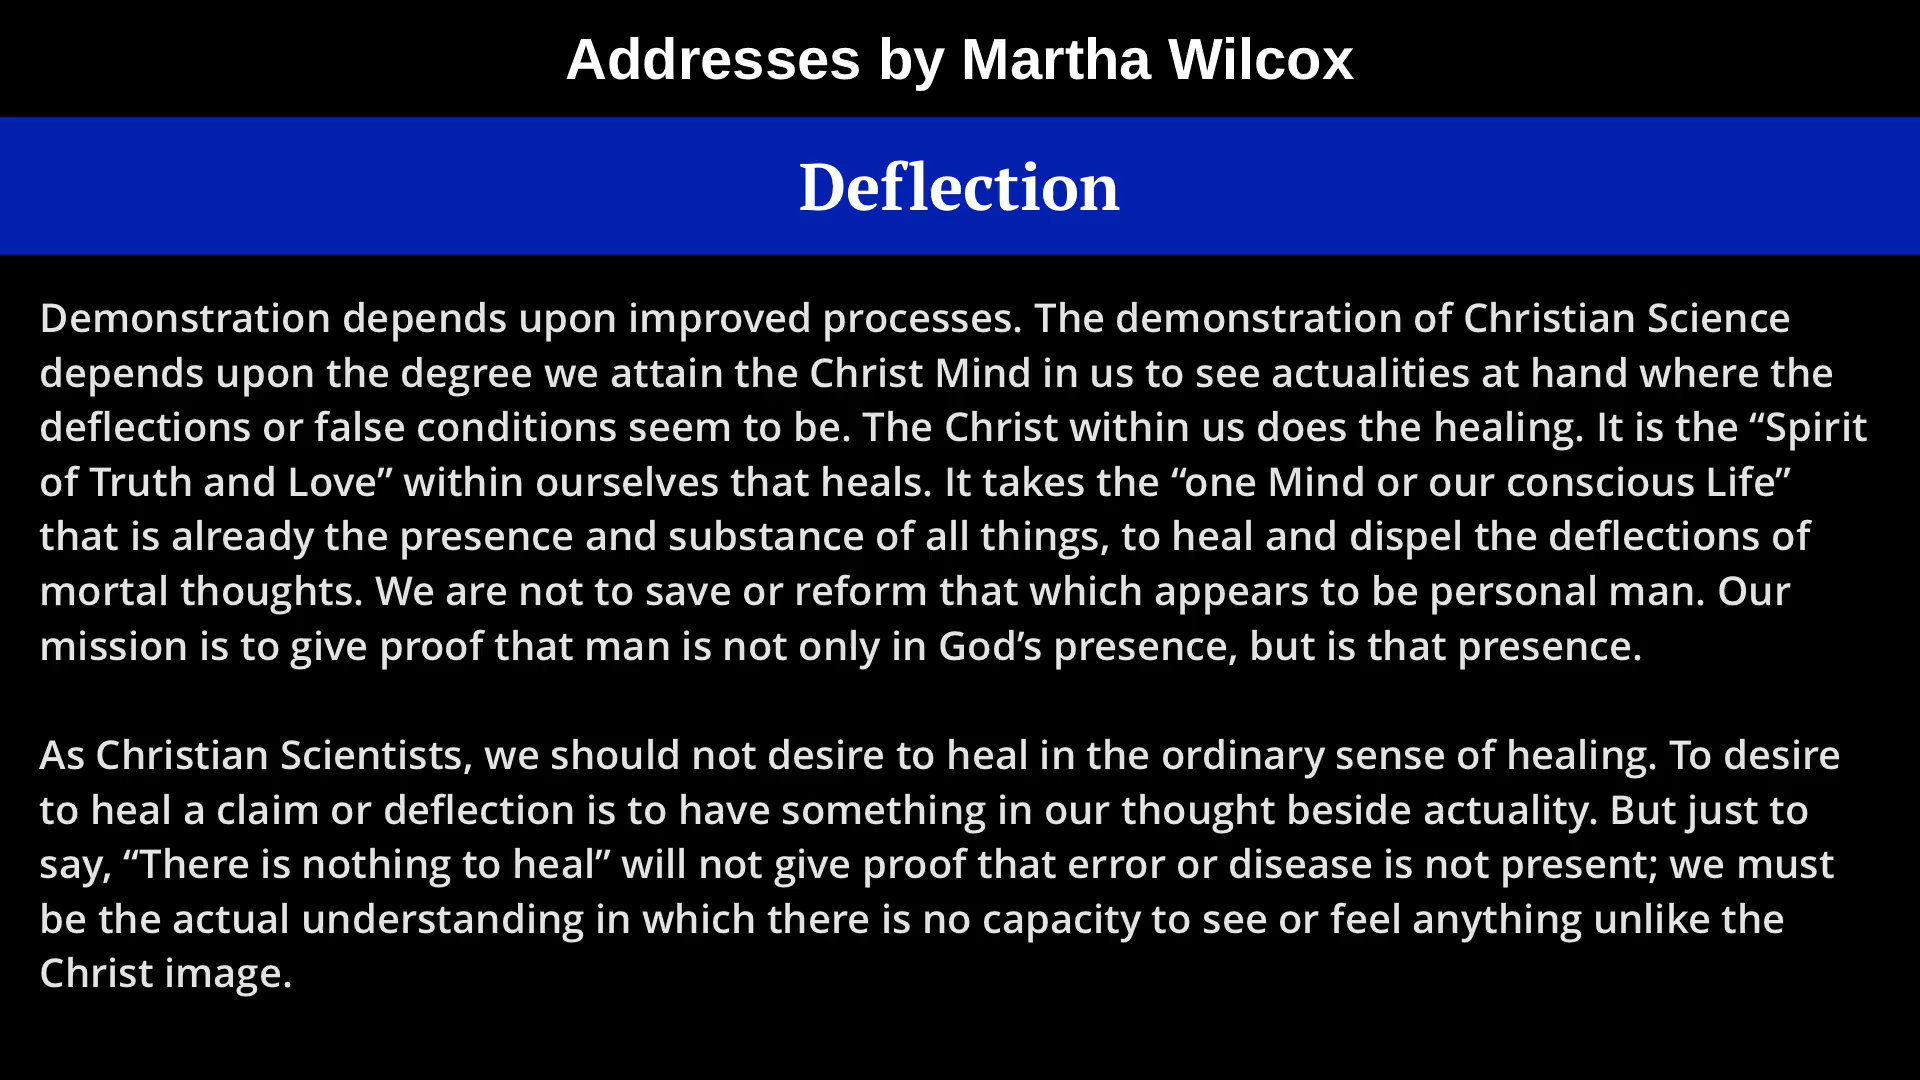 Addresses by Martha Wilcox
Deflection
Demonstration depends upon improved processes. The demonstration of Christian Science
depends upon the degree we attain the Christ Mind in us to see actualities at hand where the
deflections or false conditions seem to be. The Christ within us does the healing. It is the “Spirit
of Truth and Love” within ourselves that heals. It takes the “one Mind or our conscious Life”
that is already the presence and substance of all things, to heal and dispel the deflections of
mortal thoughts. We are not to save or reform that which appears to be personal man. Our
mission is to give proof that man is not only in God’s presence, but is that presence.
As Christian Scientists, we should not desire to heal in the ordinary sense of healing. To desire
to heal a claim or deflection is to have something in our thought beside actuality. But just to
say, “There is nothing to heal” will not give proof that error or disease is not present; we must
be the actual understanding in which there is no capacity to see or feel anything unlike the
Christ image.